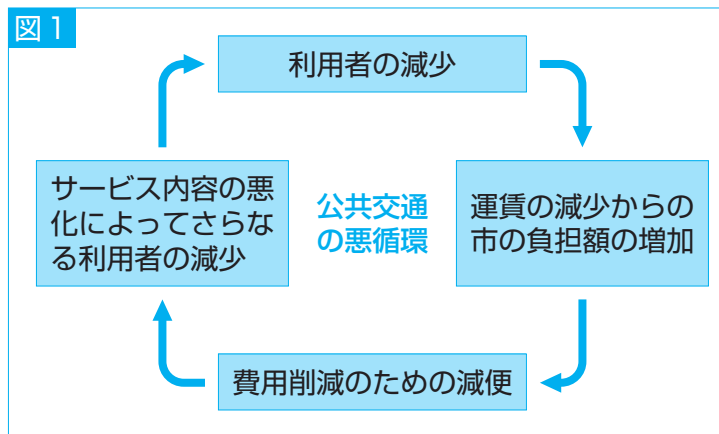 図1
利用者の減少
サービス内容の悪
化によってさらな
る利用者の減少
公共交通
の悪循環
運賃の減少からの
市の負担額の増加
費用削減のための減便